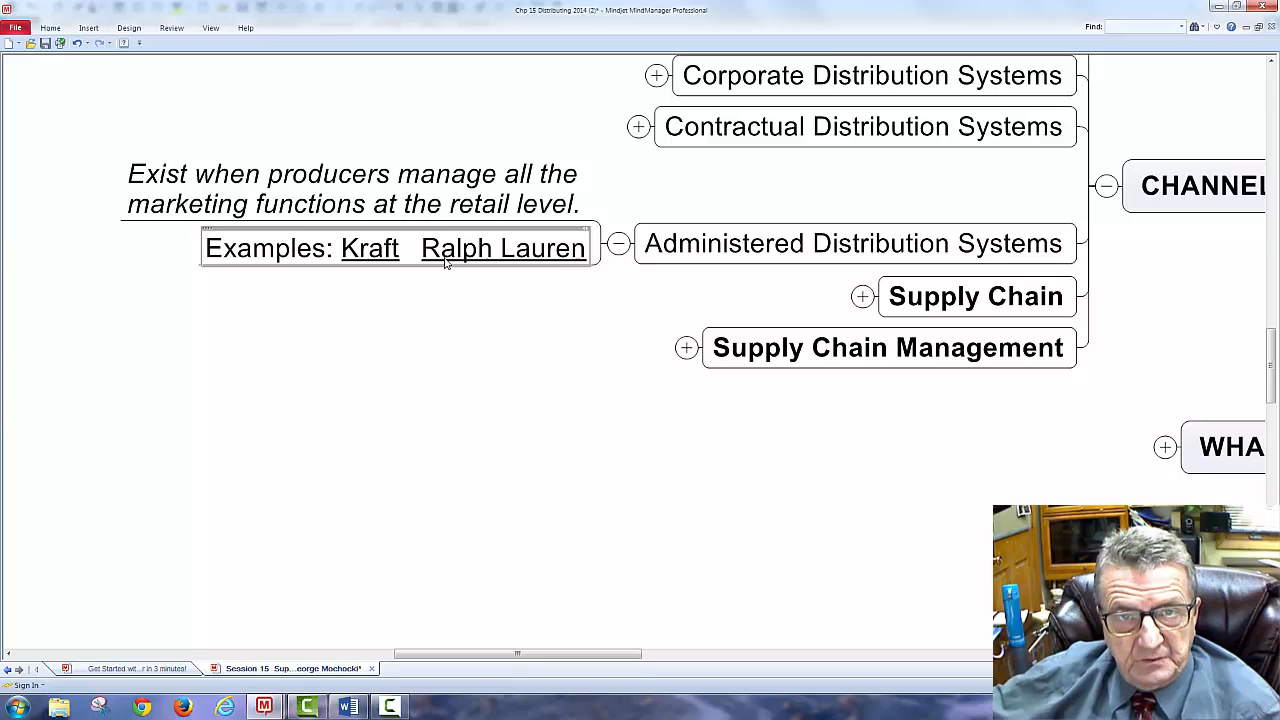 Chp 15 Distributing 2014 (2)* - Mindjet MindManager Professional
File Home Insert Design Review View Help Find:
Corporate Distribution Systems
Contractual Distribution Systems
Exist when producers manage all the
marketing functions at the retail level.
CHANNEL
Examples: Kraft Ralph Lauren
Administered Distribution Systems
Supply Chain
Supply Chain Management
WHA
Get Started wit...r in 3 minutes! Session 15 Sup...eorge Mochocki*
Sign In